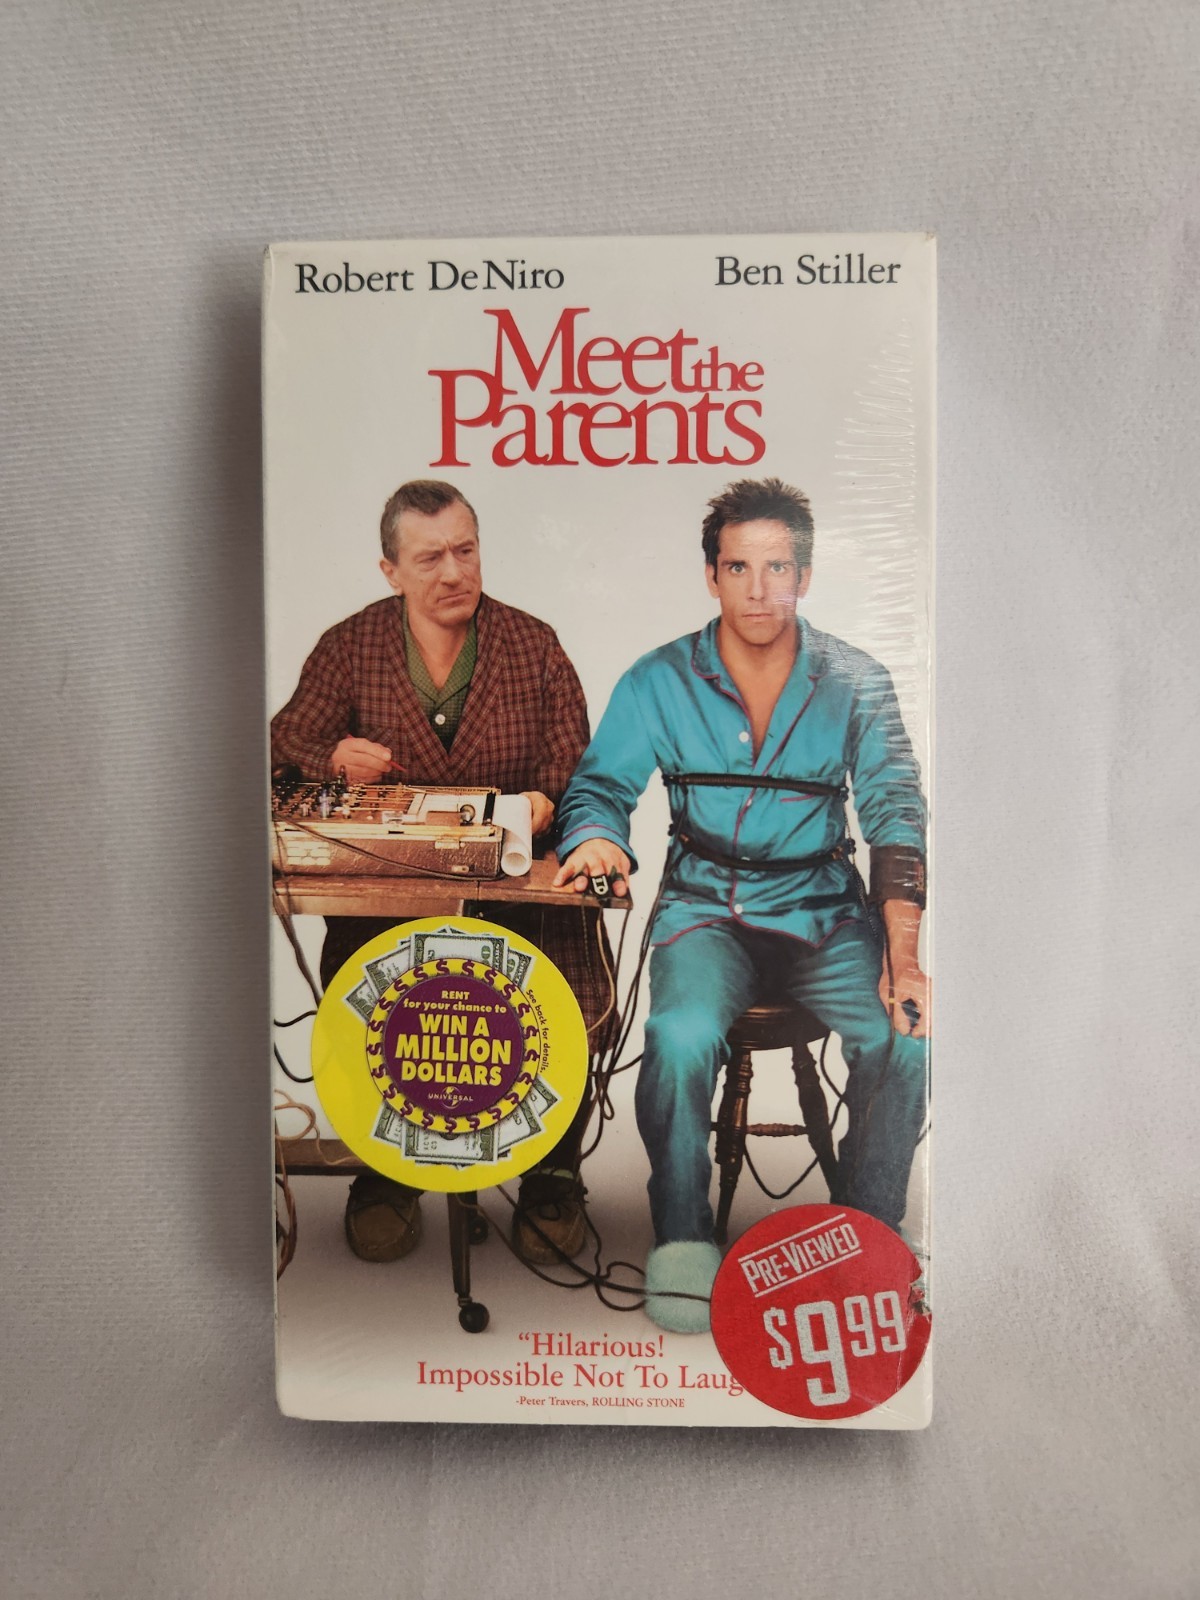 Robert De Niro
Ben Stiller
Meet the
Parents
RENT
for your chance to
WIN A
MILLION
DOLLARS
UNIVERSAL
See back for details.
PRE-VIEWED
$9.99
"Hilarious!
Impossible Not To
-Peter Travers, ROLLING STONE